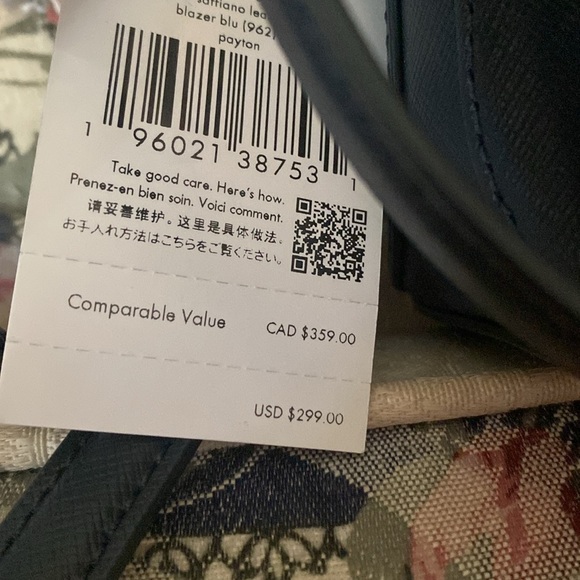 saffiano lea
blazer blu (962
payton
1 96021 38753 1
Take good care. Here's how.
Prenez-en bien soin. Voici comment.
请妥善维护。这里是具体做法。
お手入れ方法はこちらをご覧ください。
Comparable Value CAD $359.00
USD $299.00